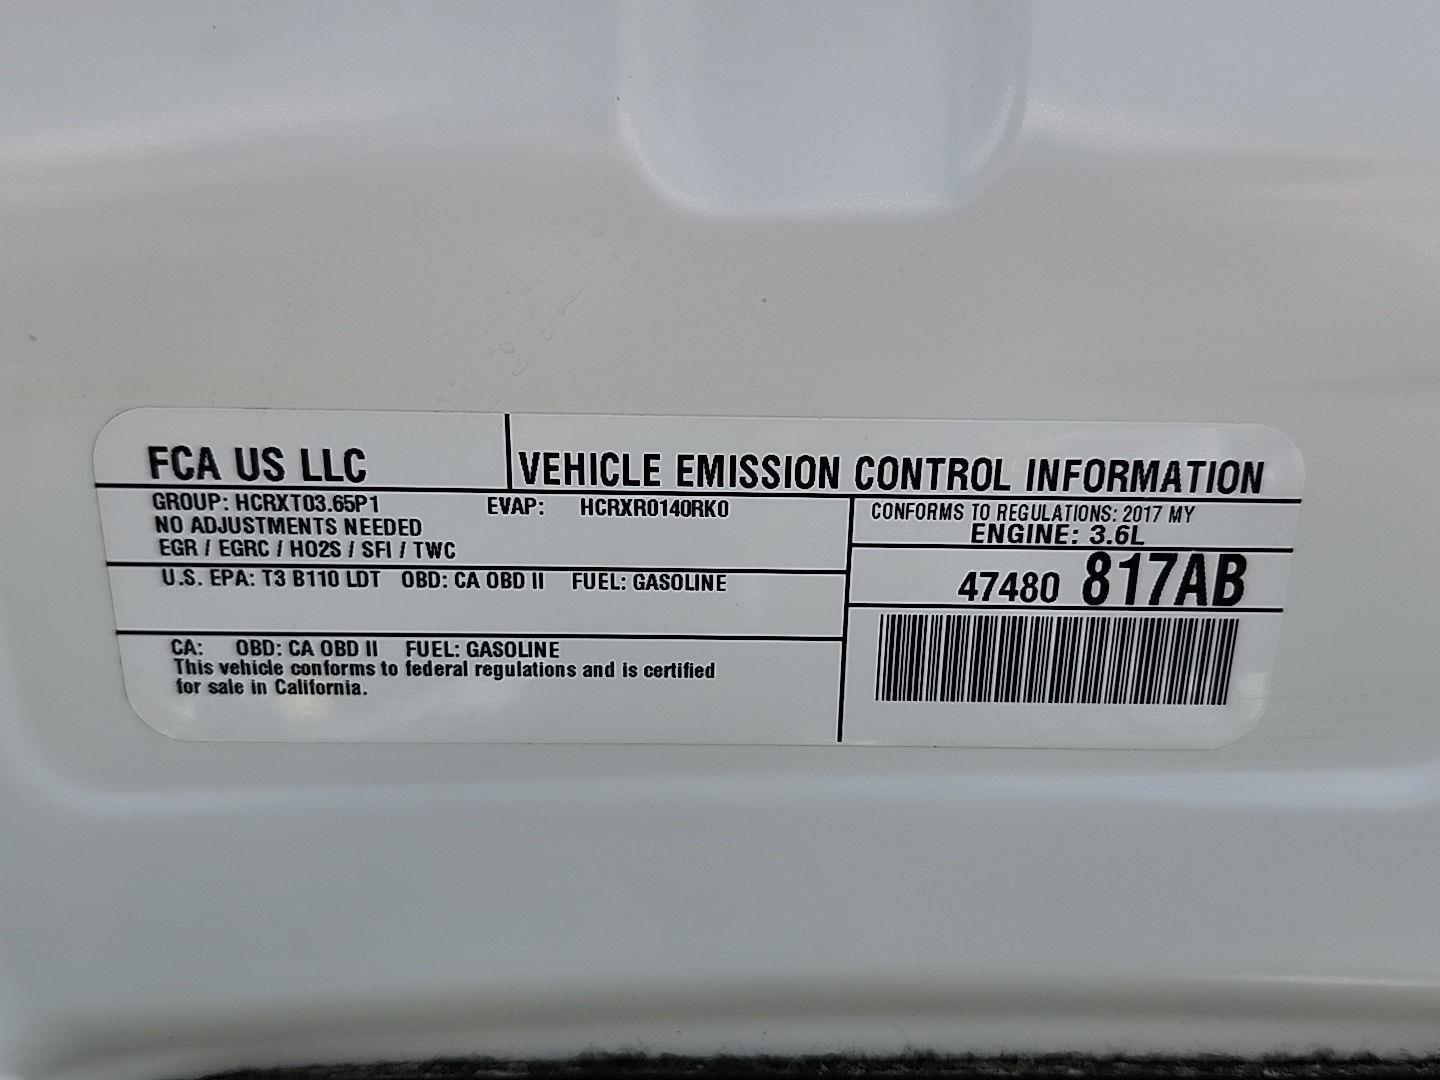 FCA US LLC
VEHICLE EMISSION CONTROL INFORMATION
GROUP: HCRXT03.65P1 EVAP: HCRXR0140RK0
NO ADJUSTMENTS NEEDED
EGR / EGRC / HO2S / SFI / TWC
CONFORMS TO REGULATIONS: 2017 MY
ENGINE: 3.6L
U.S. EPA: T3 B110 LDT OBD: CA OBD II FUEL: GASOLINE
47480 817AB
CA: OBD: CA OBD II FUEL: GASOLINE
This vehicle conforms to federal regulations and is certified
for sale in California.